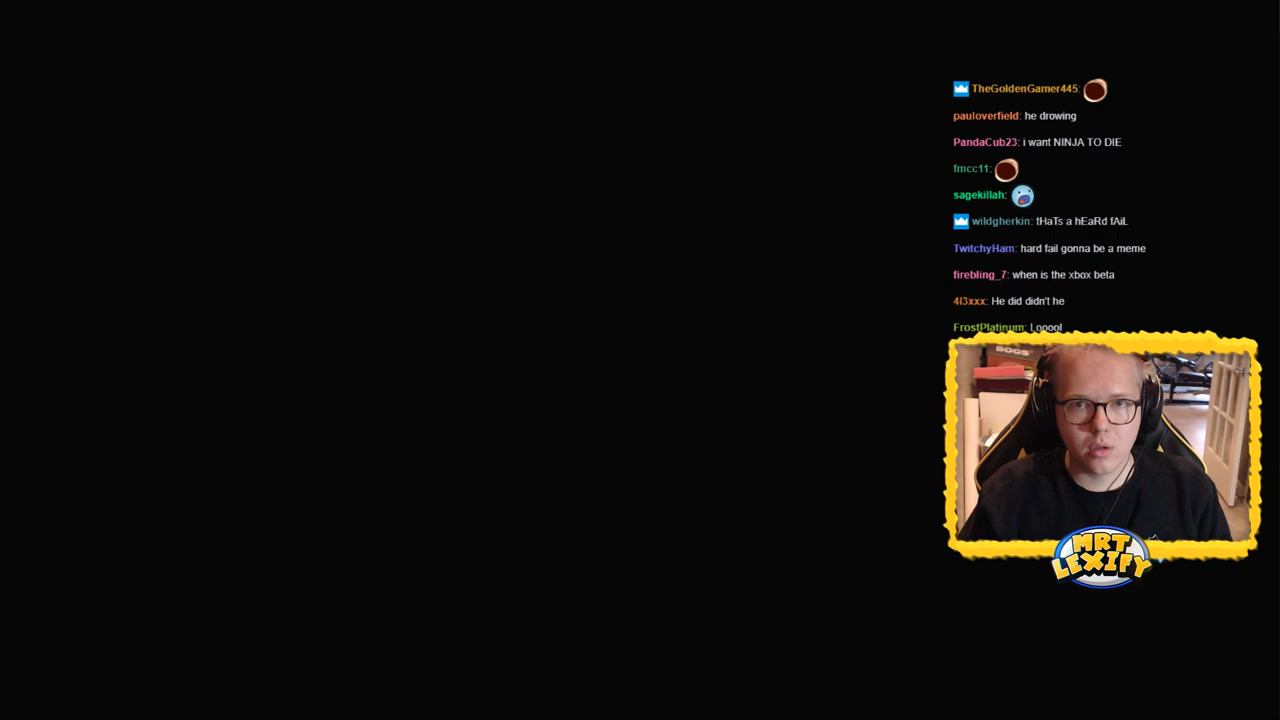 TheGoldenGamer445:
pauloverfield: he drowing
PandaCub23: i want NINJA TO DIE
fmcc11:
sagekillah:
wildgherkin: tHaTs a hEaRd fAiL
TwitchyHam: hard fail gonna be a meme
firebling_7: when is the xbox beta
4l3xxx: He did didn't he
FrostPlatinum: Looool
BOGS
MRT
LEXIFY